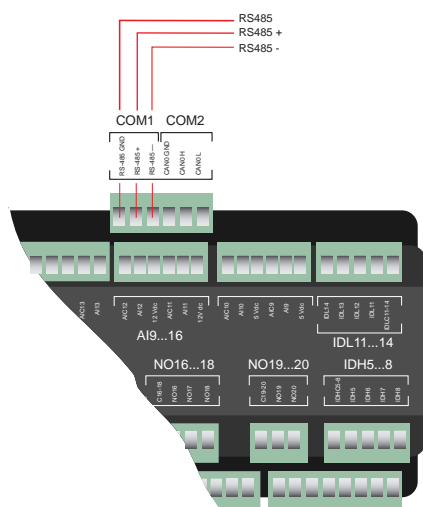 RS485
RS485 +
RS485 -
COM1 COM2
RS-485 GND
RS-485 +
RS-485 —
CAN0 GND
CAN0 H
CAN0 L
AIC13
AI13
AIC12
AI12
12 Vdc
AIC11
AI11
12V dc
AIC10
AI10
5 Vdc
AIC9
AI9
5 Vdc
IDL14
IDL13
IDL12
IDL11
IDLC11-14
AI9...16
IDL11...14
NO16...18 NO19...20 IDH5...8
C16-18
NO16
NO17
NO18
C19-20
NO19
NO20
IDHC5-8
IDH5
IDH6
IDH7
IDH8